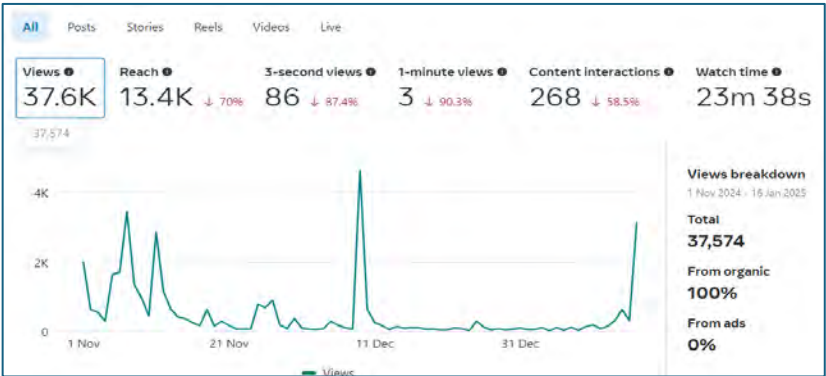 All Posts Stories Reels Videos Live
Views Reach 3-second views 1-minute views Content interactions Watch time
37.6K 13.4K ↓ 70% 86 ↓ 87.4% 3 ↓ 90.3% 268 ↓ 58.5% 23m 38s
37,574
4K
2K
0
1 Nov 21 Nov 11 Dec 31 Dec
Views
Views breakdown
1 Nov 2024 - 16 Jan 2025
Total
37,574
From organic
100%
From ads
0%